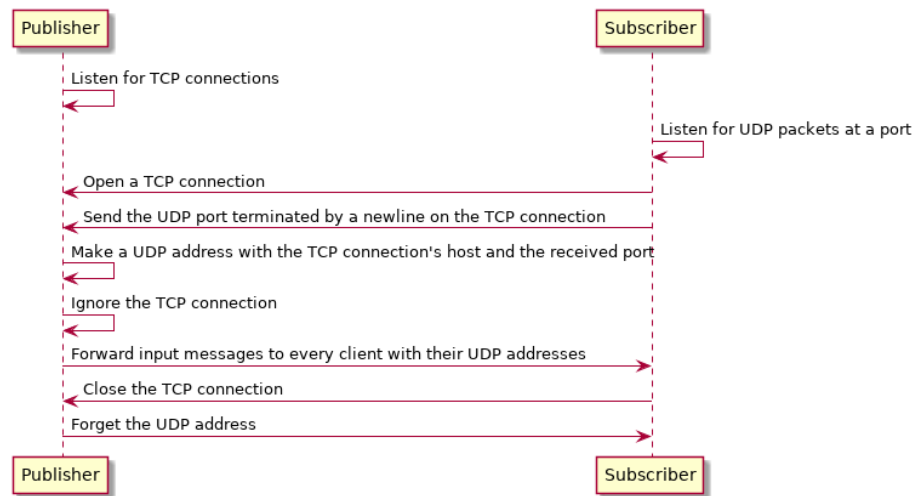 Publisher
Subscriber
Listen for TCP connections
Listen for UDP packets at a port
Open a TCP connection
Send the UDP port terminated by a newline on the TCP connection
Make a UDP address with the TCP connection's host and the received port
Ignore the TCP connection
Forward input messages to every client with their UDP addresses
Close the TCP connection
Forget the UDP address
Publisher
Subscriber